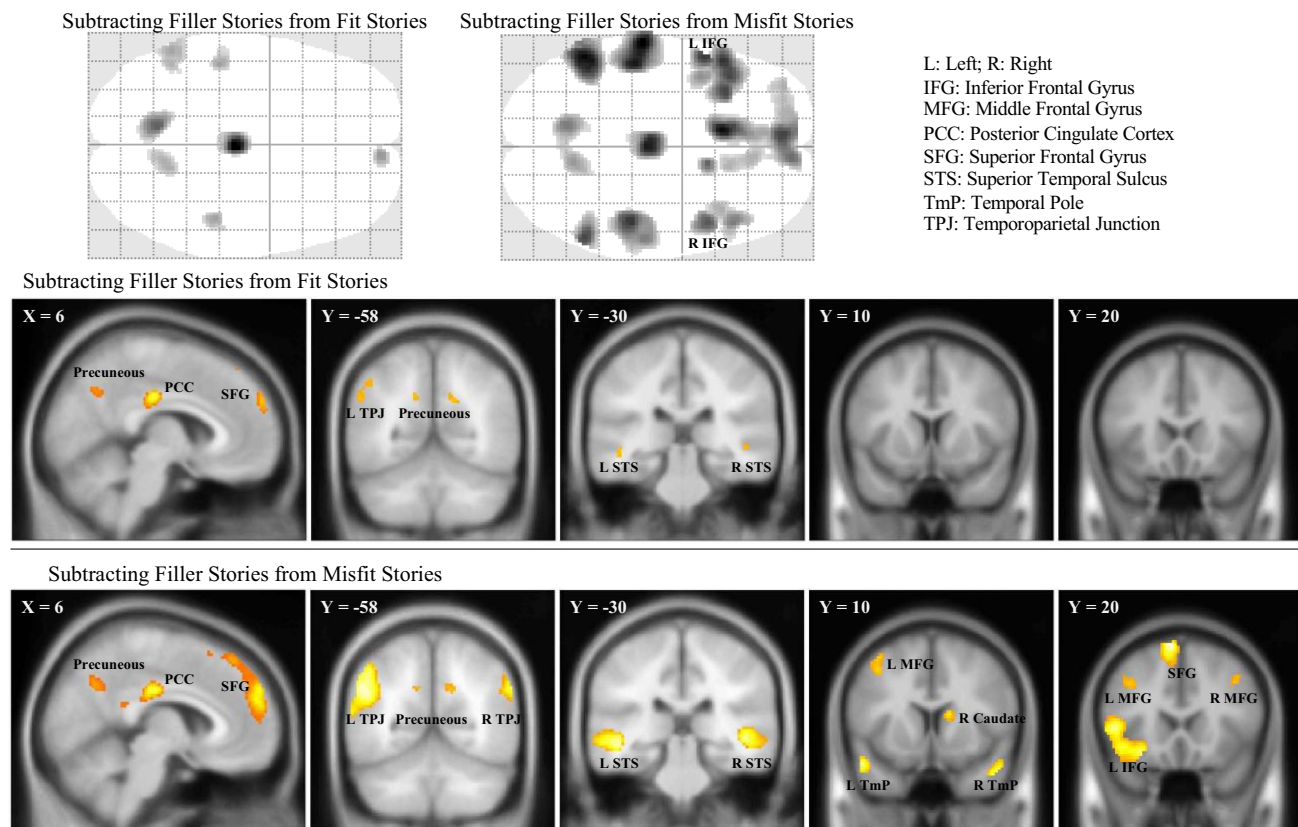 Subtracting Filler Stories from Fit Stories
Subtracting Filler Stories from Misfit Stories
L IFG
R IFG
L: Left; R: Right
IFG: Inferior Frontal Gyrus
MFG: Middle Frontal Gyrus
PCC: Posterior Cingulate Cortex
SFG: Superior Frontal Gyrus
STS: Superior Temporal Sulcus
TmP: Temporal Pole
TPJ: Temporoparietal Junction
Subtracting Filler Stories from Fit Stories
X = 6
Precuneous
PCC
SFG
Y = -58
L TPJ
Precuneous
Y = -30
L STS
R STS
Y = 10
Y = 20
Subtracting Filler Stories from Misfit Stories
X = 6
Precuneous
PCC
SFG
Y = -58
L TPJ
Precuneous
R TPJ
Y = -30
L STS
R STS
Y = 10
L MFG
R Caudate
L TmP
R TmP
Y = 20
SFG
L MFG
R MFG
L IFG